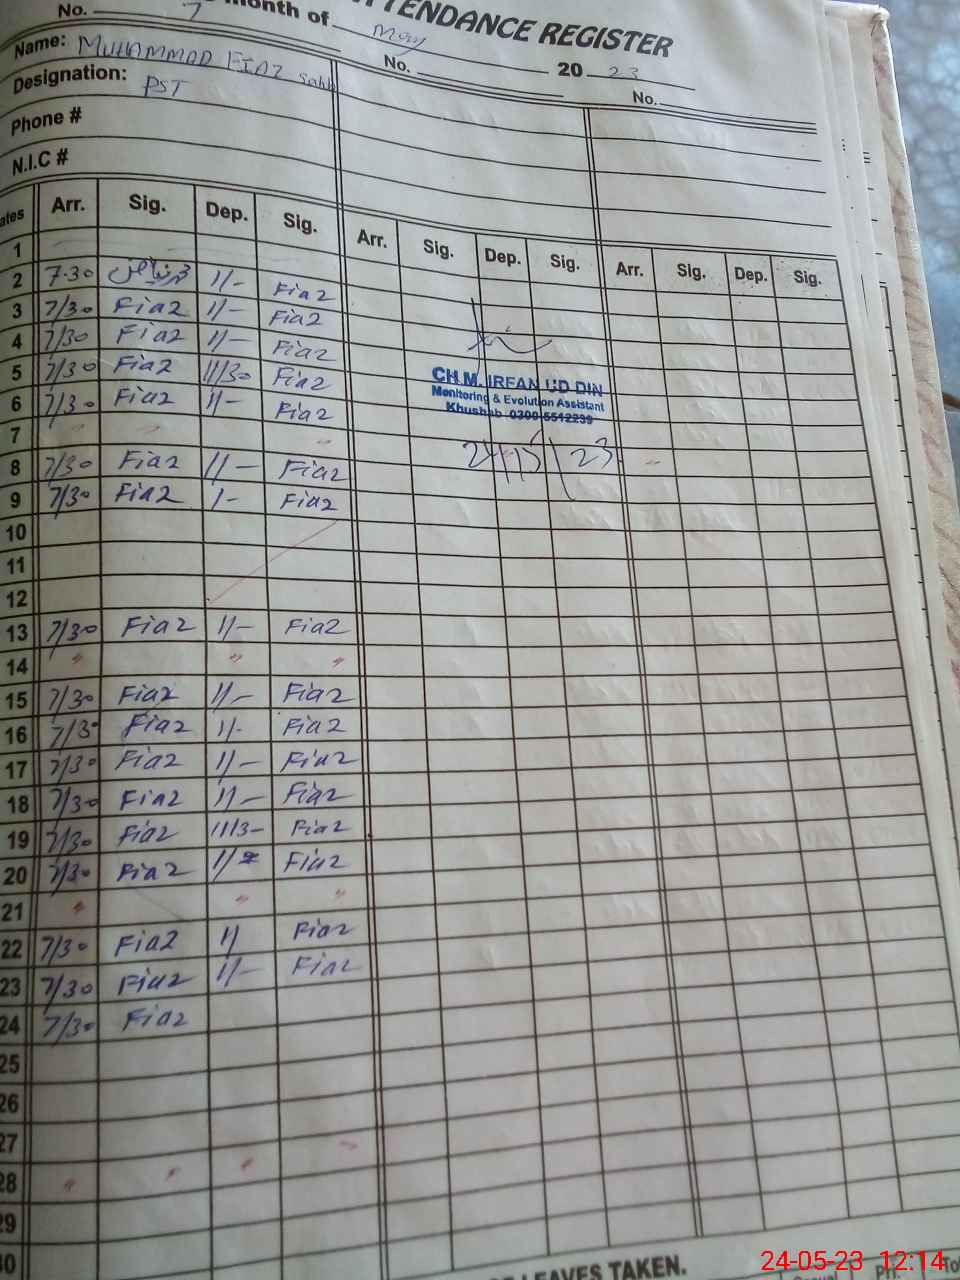 ATTENDANCE REGISTER
No. 7 month of May 20 23
Name: MUHAMMAD FIAZ Sahb No. No.
Designation: PST
Phone #
N.I.C #
ates Arr. Sig. Dep. Sig. Arr. Sig. Dep. Sig. Arr. Sig. Dep. Sig.
1
2 7.30 11/- Fiaz
3 7/30 Fiaz 11/- Fiaz
4 7/30 Fiaz 11/- Fiaz
5 7/30 Fiaz 11/30 Fiaz
6 7/30 Fiaz 11/- Fiaz
CH M. IRFAN UD DIN
Monitoring & Evolution Assistant
Khushab 0300-5512239
7
8 7/30 Fiaz 11/- Fiaz 24/5/23
9 7/30 Fiaz 1- Fiaz
10
11
12
13 7/30 Fiaz 11/- Fiaz
14 " " "
15 7/30 Fiaz 11/- Fiaz
16 7/30 Fiaz 11/- Fiaz
17 7/30 Fiaz 11/- Fiaz
18 7/30 Fiaz 11/- Fiaz
19 7/30 Fiaz 11/3- Fiaz
20 7/30 Fiaz 11/- Fiaz
21 " " "
22 7/30 Fiaz 11/ Fiaz
23 7/30 Fiaz 11/- Fiaz
24 7/30 Fiaz
25
26
27
28 " " " "
29
30
LEAVES TAKEN.
24-05-23 12:14